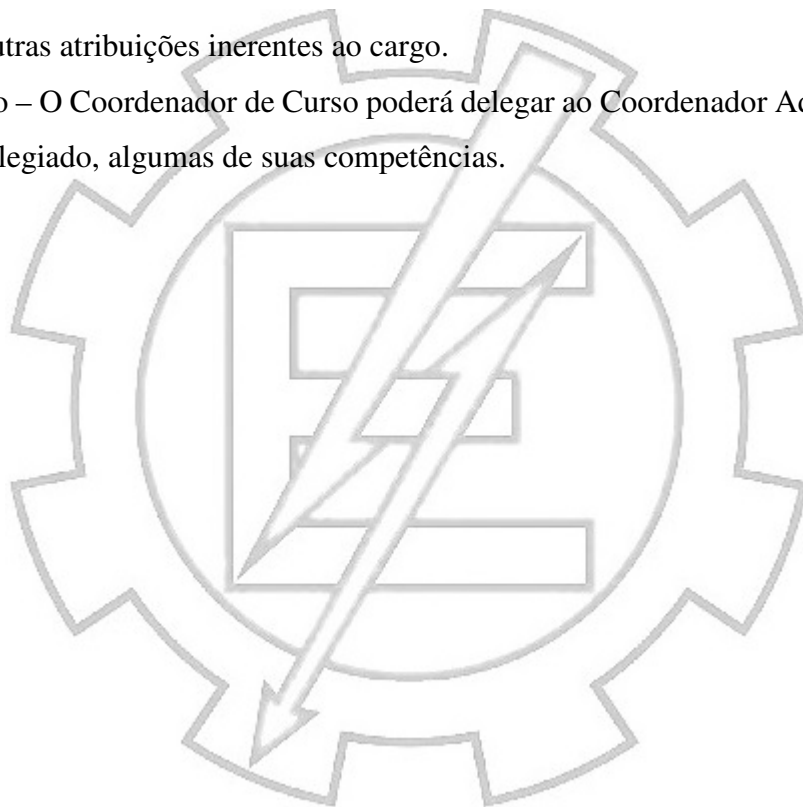 utras atribuições inerentes ao cargo.
o – O Coordenador de Curso poderá delegar ao Coordenador Ad
legiado, algumas de suas competências.